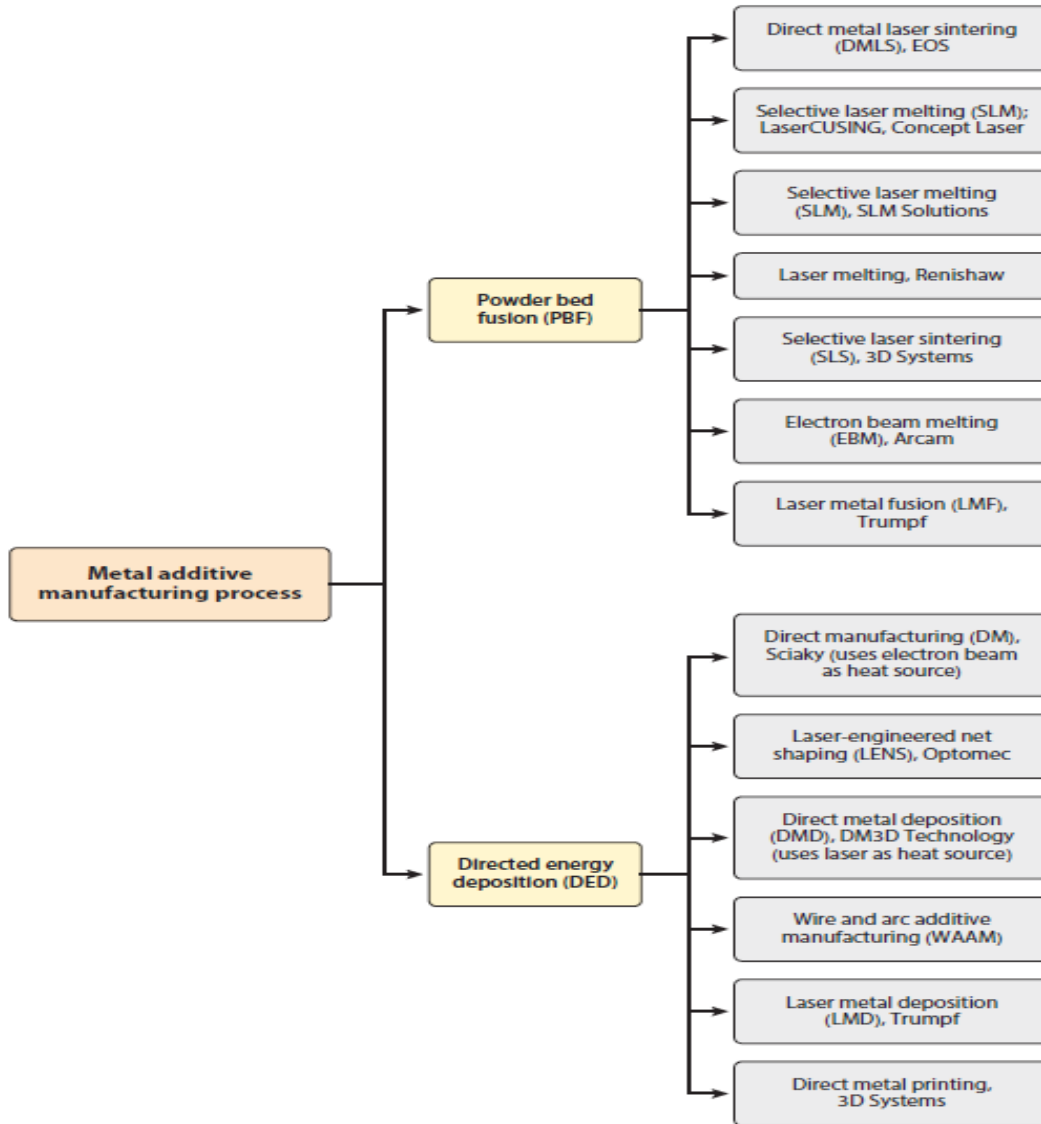 Direct metal laser sintering
(DMLS), EOS
Selective laser melting (SLM);
LaserCUSING, Concept Laser
Selective laser melting
(SLM), SLM Solutions
Laser melting, Renishaw
Powder bed
fusion (PBF)
Selective laser sintering
(SLS), 3D Systems
Electron beam melting
(EBM), Arcam
Laser metal fusion (LMF),
Trumpf
Metal additive
manufacturing process
Direct manufacturing (DM),
Sciaky (uses electron beam
as heat source)
Laser-engineered net
shaping (LENS), Optomec
Direct metal deposition
(DMD), DM3D Technology
(uses laser as heat source)
Directed energy
deposition (DED)
Wire and arc additive
manufacturing (WAAM)
Laser metal deposition
(LMD), Trumpf
Direct metal printing,
3D Systems